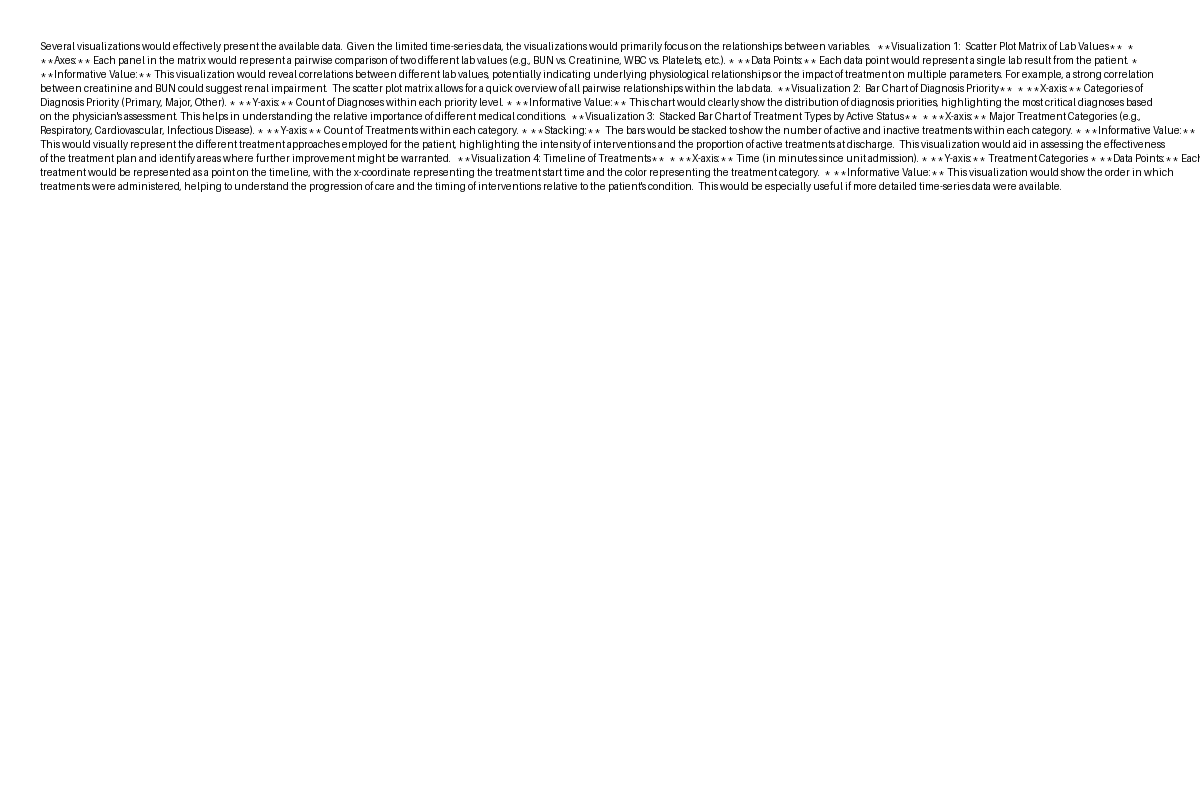 Several visualizations would effectively present the available data.  Given the limited time-series data, the visualizations would primarily focus on the relationships between variables.   **Visualization 1:  Scatter Plot Matrix of Lab Values**  *
**Axes:** Each panel in the matrix would represent a pairwise comparison of two different lab values (e.g., BUN vs. Creatinine, WBC vs. Platelets, etc.). * **Data Points:** Each data point would represent a single lab result from the patient. *
**Informative Value:** This visualization would reveal correlations between different lab values, potentially indicating underlying physiological relationships or the impact of treatment on multiple parameters. For example, a strong correlation
between creatinine and BUN could suggest renal impairment.  The scatter plot matrix allows for a quick overview of all pairwise relationships within the lab data.  **Visualization 2:  Bar Chart of Diagnosis Priority**  * **X-axis:** Categories of
Diagnosis Priority (Primary, Major, Other). * **Y-axis:** Count of Diagnoses within each priority level. * **Informative Value:** This chart would clearly show the distribution of diagnosis priorities, highlighting the most critical diagnoses based
on the physician's assessment. This helps in understanding the relative importance of different medical conditions.  **Visualization 3:  Stacked Bar Chart of Treatment Types by Active Status**  * **X-axis:** Major Treatment Categories (e.g.,
Respiratory, Cardiovascular, Infectious Disease). * **Y-axis:** Count of Treatments within each category. * **Stacking:**  The bars would be stacked to show the number of active and inactive treatments within each category. * **Informative Value:**
This would visually represent the different treatment approaches employed for the patient, highlighting the intensity of interventions and the proportion of active treatments at discharge.  This visualization would aid in assessing the effectiveness
of the treatment plan and identify areas where further improvement might be warranted.   **Visualization 4: Timeline of Treatments**  * **X-axis:** Time (in minutes since unit admission). * **Y-axis:** Treatment Categories * **Data Points:** Each
treatment would be represented as a point on the timeline, with the x-coordinate representing the treatment start time and the color representing the treatment category.  * **Informative Value:** This visualization would show the order in which
treatments were administered, helping to understand the progression of care and the timing of interventions relative to the patient's condition.  This would be especially useful if more detailed time-series data were available.